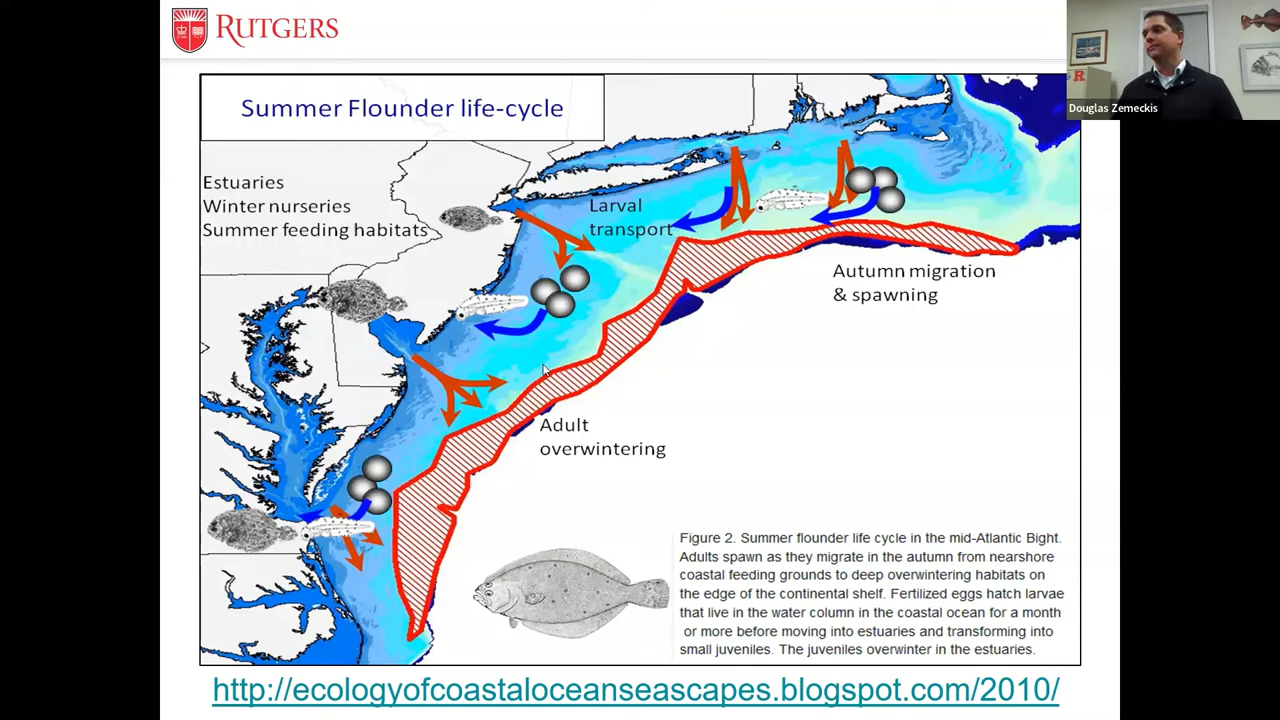 RUTGERS
Douglas Zemeckis
R
Summer Flounder life-cycle
Estuaries
Winter nurseries
Summer feeding habitats
Larval
transport
Autumn migration
& spawning
Adult
overwintering
Figure 2. Summer flounder life cycle in the mid-Atlantic Bight.
Adults spawn as they migrate in the autumn from nearshore
coastal feeding grounds to deep overwintering habitats on
the edge of the continental shelf. Fertilized eggs hatch larvae
that live in the water column in the coastal ocean for a month
or more before moving into estuaries and transforming into
small juveniles. The juveniles overwinter in the estuaries.
http://ecologyofcoastaloceanseascapes.blogspot.com/2010/